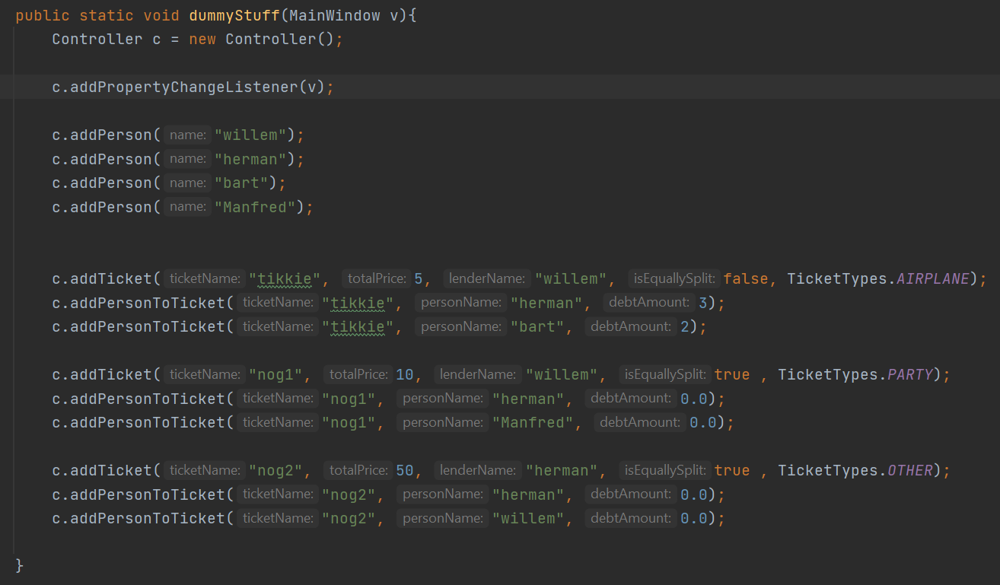 public static void dummyStuff(MainWindow v){
Controller c = new Controller();
c.addPropertyChangeListener(v);
c.addPerson( name: "willem");
c.addPerson( name: "herman");
c.addPerson( name: "bart");
c.addPerson( name: "Manfred");
c.addTicket( ticketName: "tikkie", totalPrice: 5, lenderName: "willem", isEquallySplit: false, TicketTypes.AIRPLANE);
c.addPersonToTicket( ticketName: "tikkie", personName: "herman", debtAmount: 3);
c.addPersonToTicket( ticketName: "tikkie", personName: "bart", debtAmount: 2);
c.addTicket( ticketName: "nog1", totalPrice: 10, lenderName: "willem", isEquallySplit: true , TicketTypes.PARTY);
c.addPersonToTicket( ticketName: "nog1", personName: "herman", debtAmount: 0.0);
c.addPersonToTicket( ticketName: "nog1", personName: "Manfred", debtAmount: 0.0);
c.addTicket( ticketName: "nog2", totalPrice: 50, lenderName: "herman", isEquallySplit: true , TicketTypes.OTHER);
c.addPersonToTicket( ticketName: "nog2", personName: "herman", debtAmount: 0.0);
c.addPersonToTicket( ticketName: "nog2", personName: "willem", debtAmount: 0.0);
}